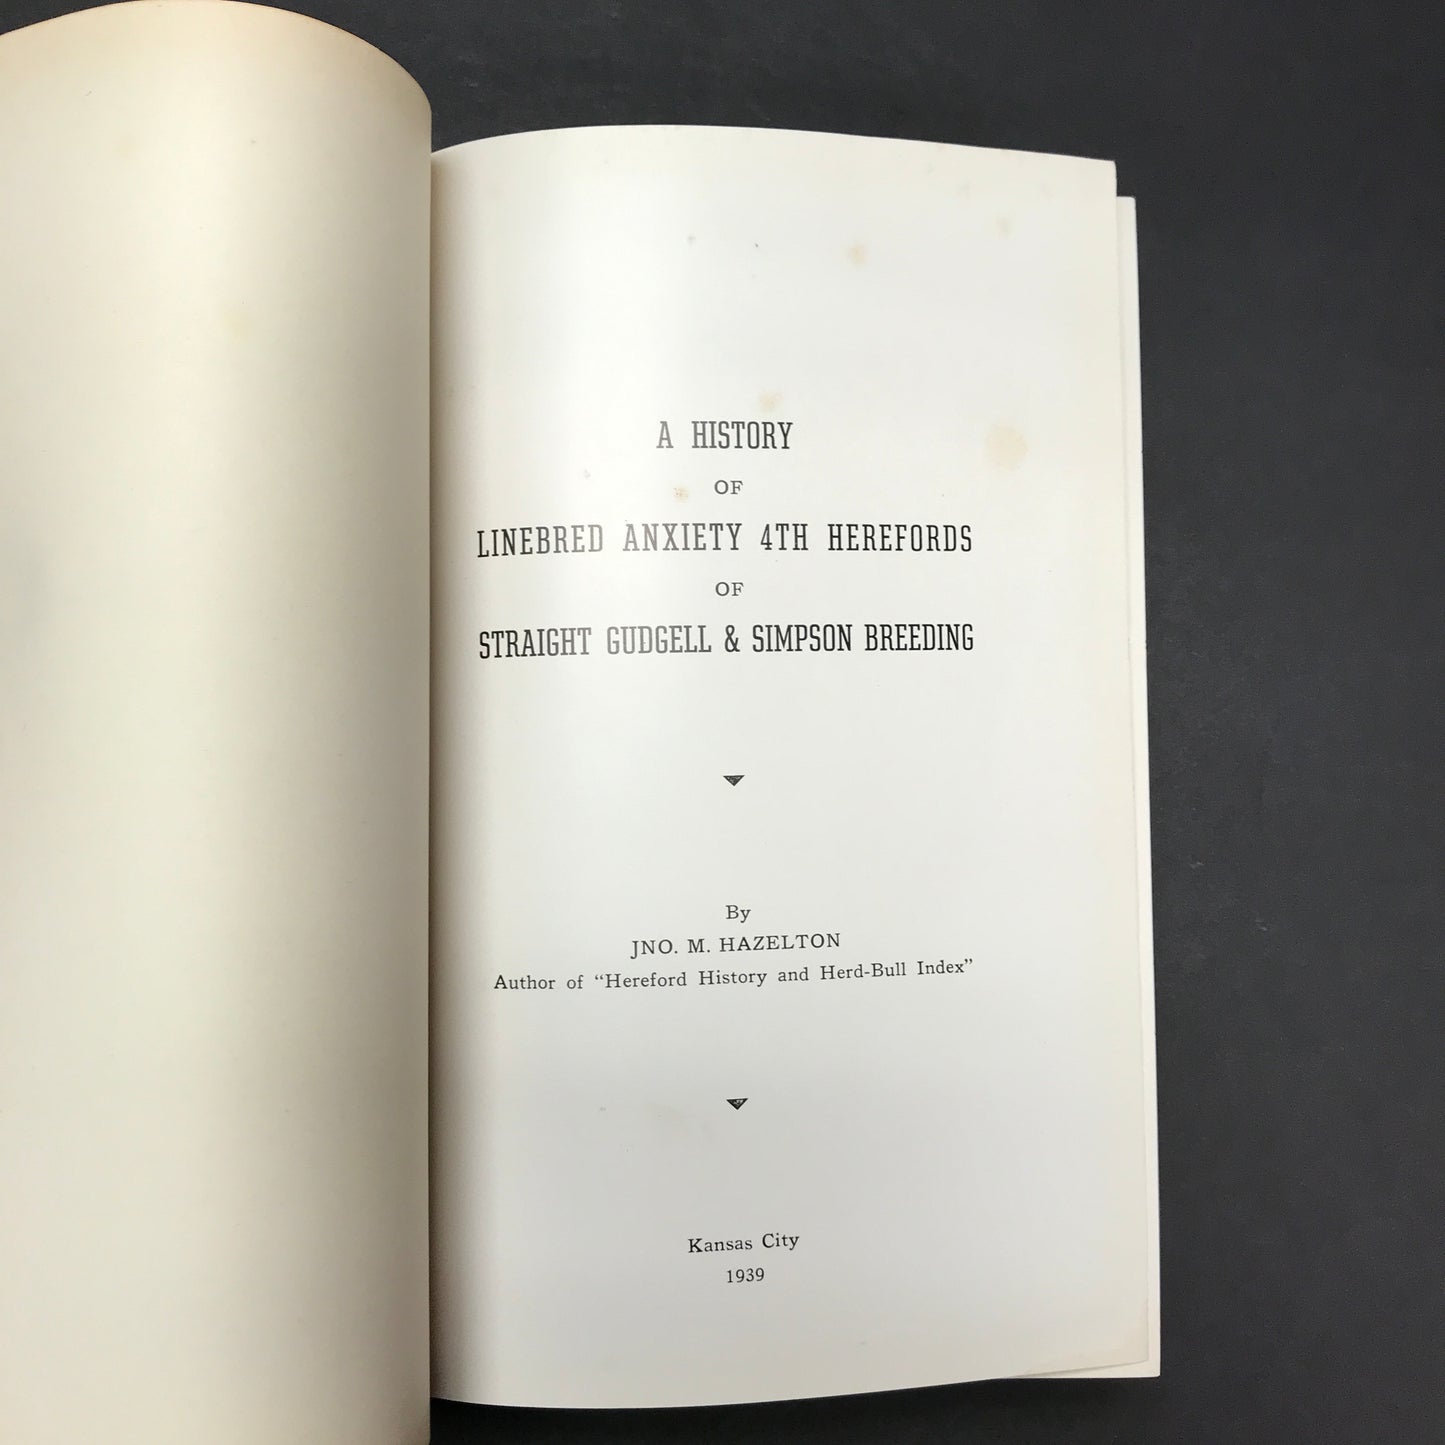 A HISTORY
OF
LINEBRED ANXIETY 4TH HEREFORDS
OF
STRAIGHT GUDGELL & SIMPSON BREEDING
By
JNO. M. HAZELTON
Author of “Hereford History and Herd-Bull Index”
Kansas City
1939